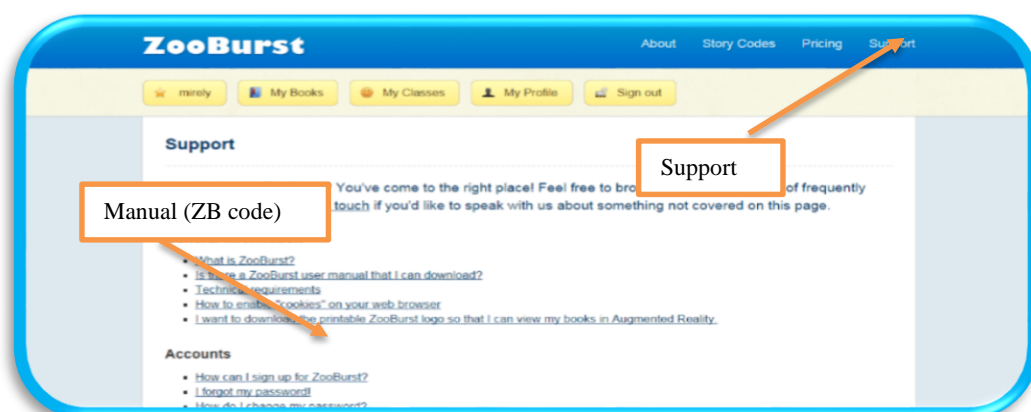 ZooBurst
About Story Codes Pricing Support
mirely My Books My Classes My Profile Sign out
Support
Support
You've come to the right place! Feel free to bro of frequently
Manual (ZB code)
touch if you'd like to speak with us about something not covered on this page.
What is ZooBurst?
Is there a ZooBurst user manual that I can download?
Technical requirements
How to enable "cookies" on your web browser
I want to download the printable ZooBurst logo so that I can view my books in Augmented Reality.
Accounts
How can I sign up for ZooBurst?
I forgot my password!
How do I change my password?